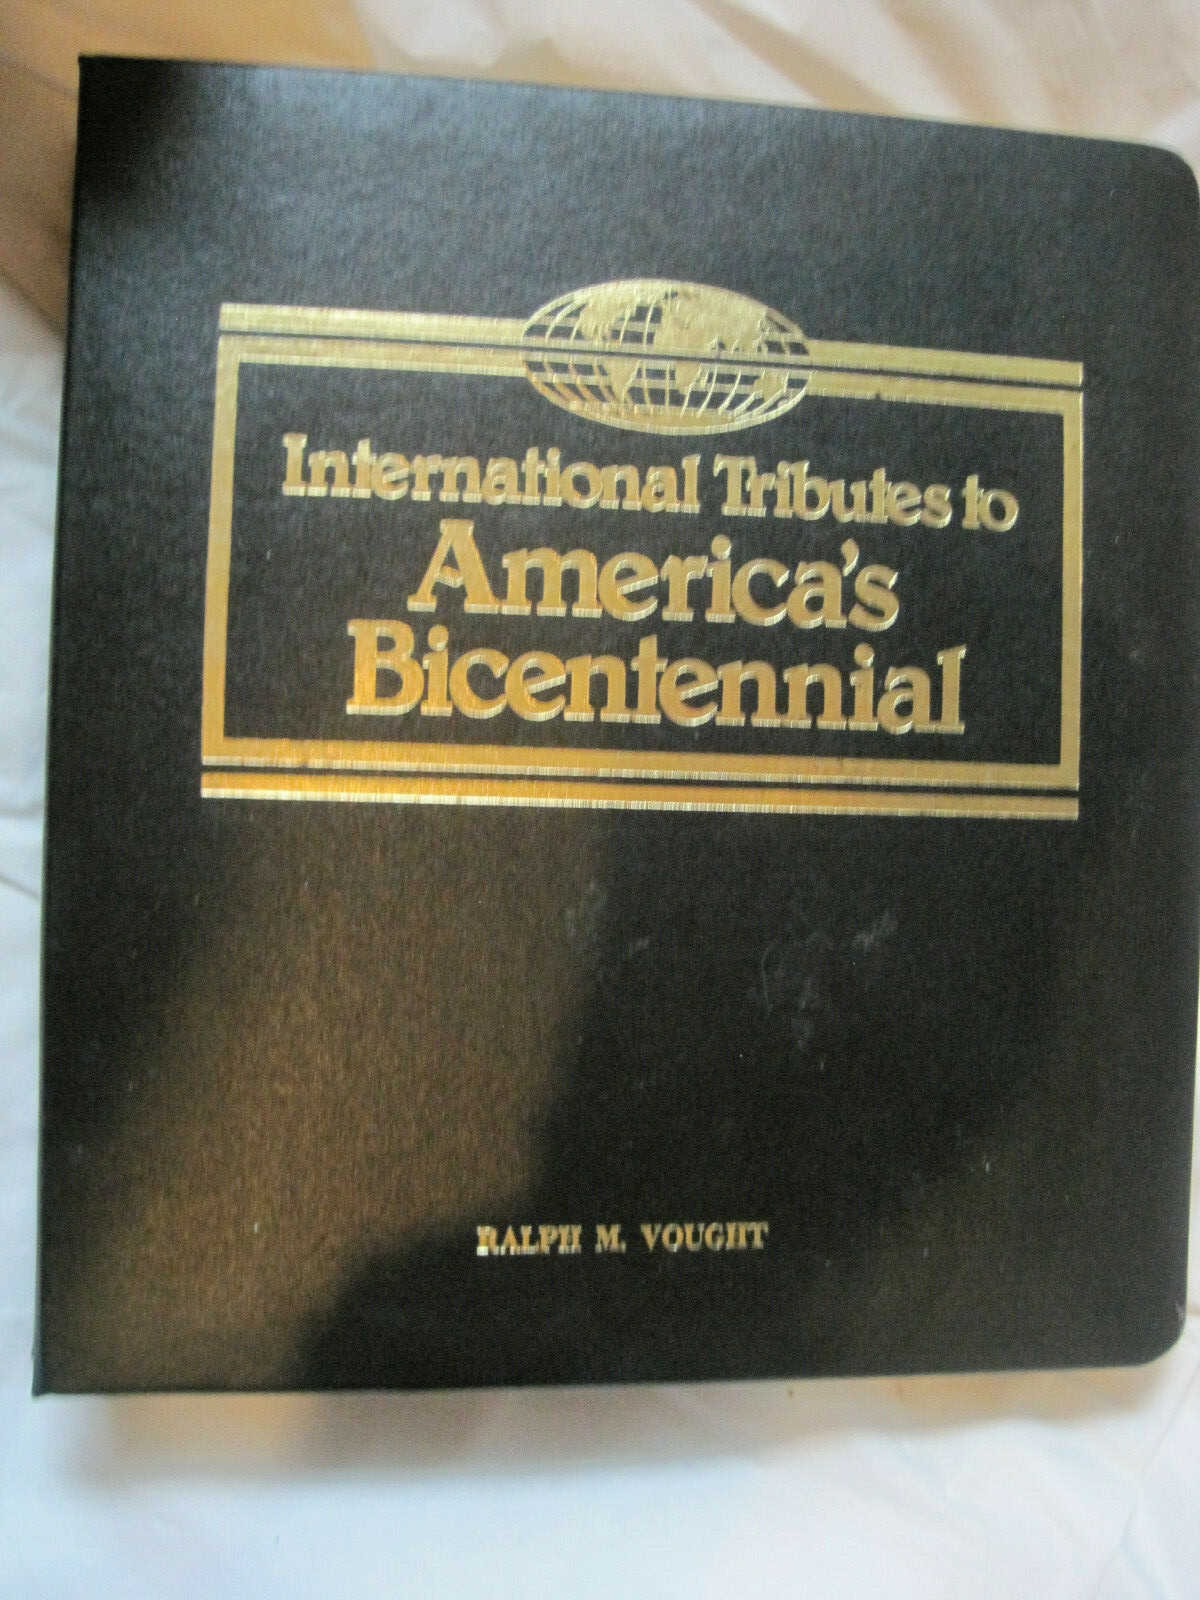 International Tributes to
America's
Bicentennial
RALPH M. VOUGHT